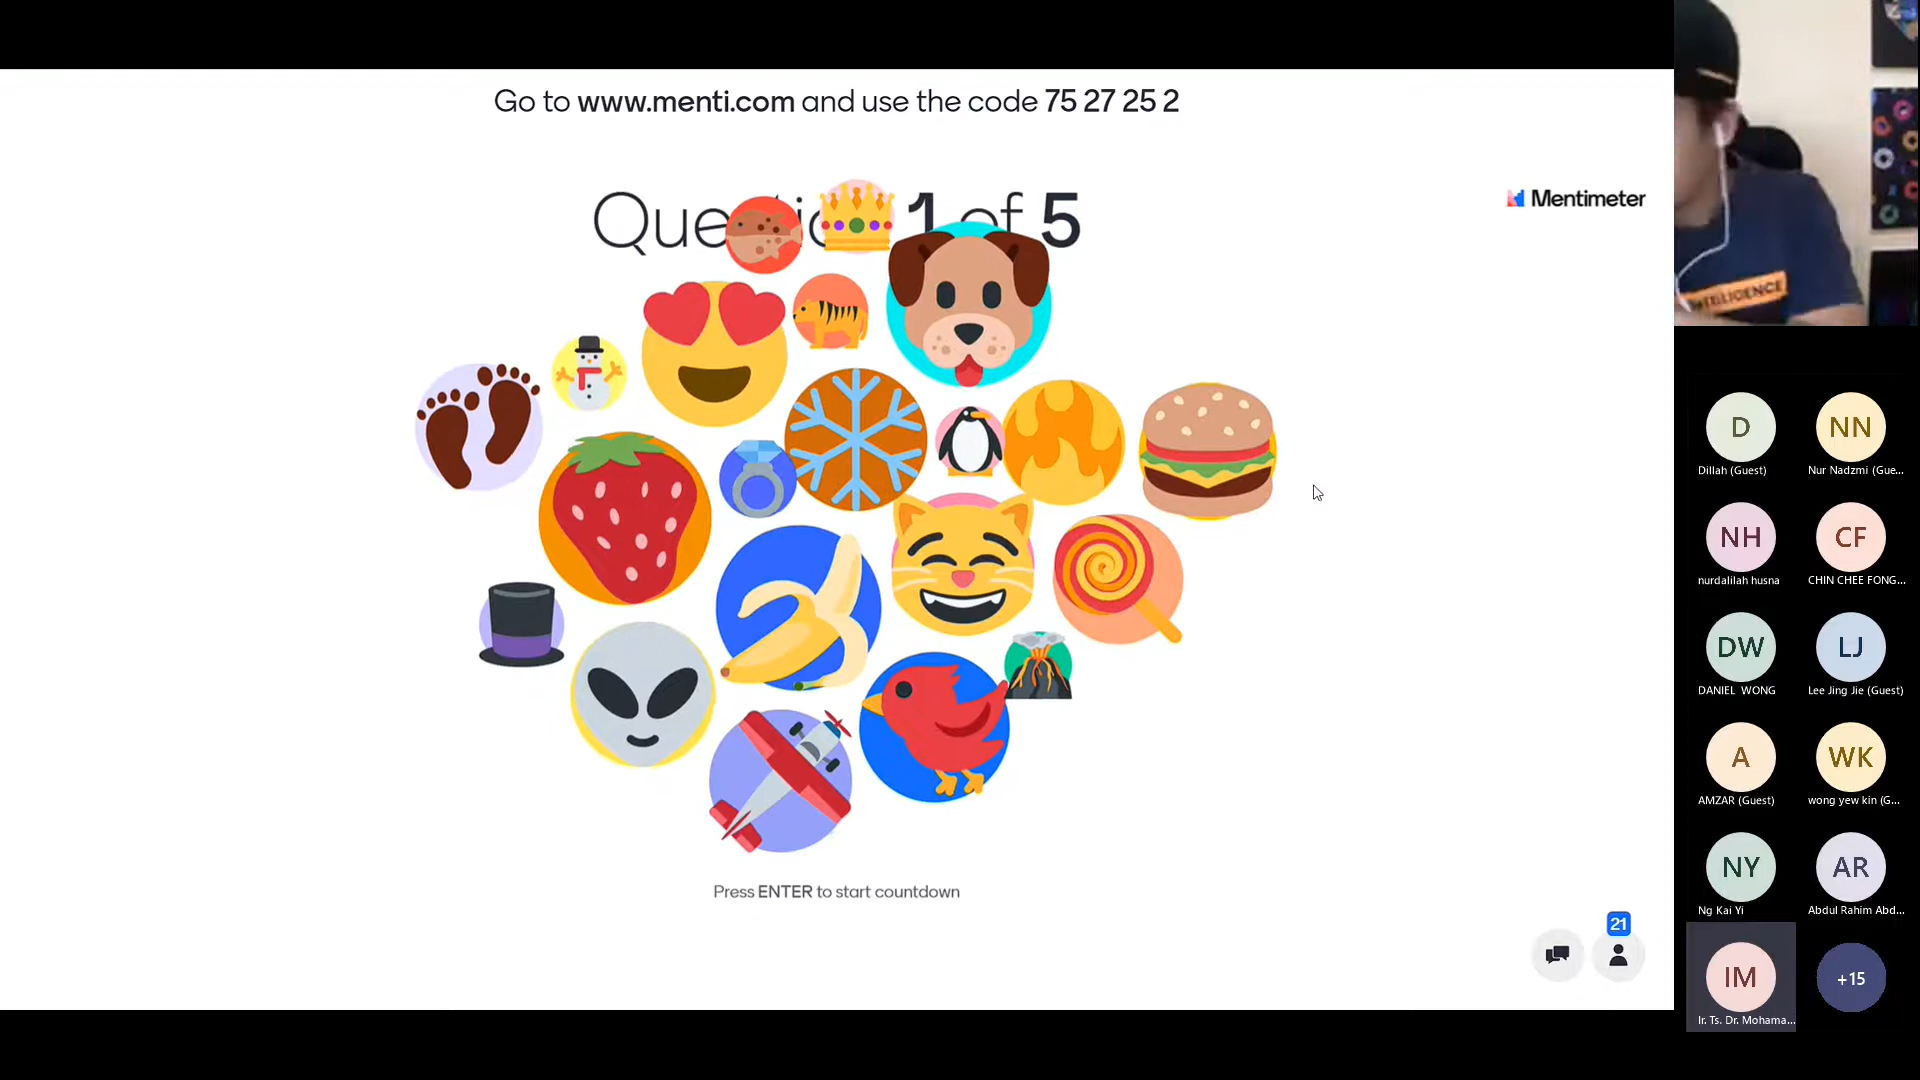 Go to www.menti.com and use the code 75 27 25 2
Mentimeter
1 of 5
Press ENTER to start countdown
21
D
Dillah (Guest)
NN
Nur Nadzmi (Gue...
NH
nurdalilah husna
CF
CHIN CHEE FONG...
DW
DANIEL WONG
LJ
Lee Jing Jie (Guest)
A
AMZAR (Guest)
WK
wong yew kin (G...
NY
Ng Kai Yi
AR
Abdul Rahim Abd...
IM
Ir. Ts. Dr. Mohama...
+15